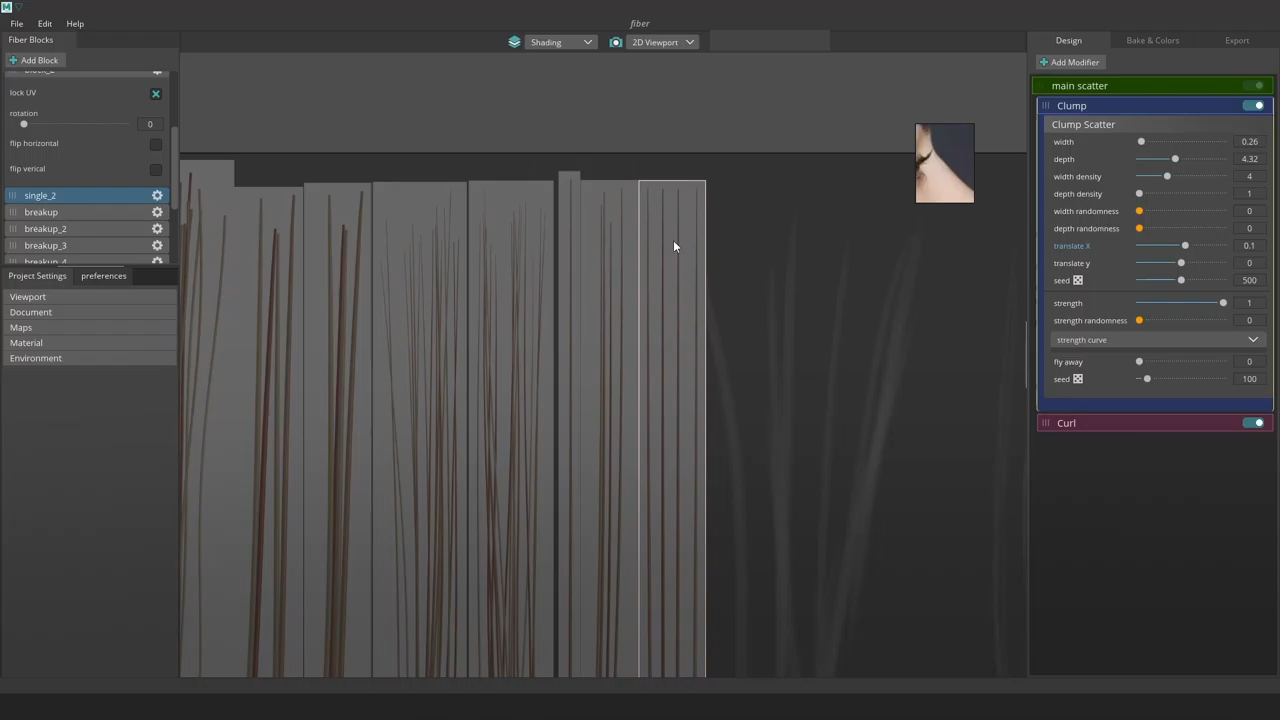 File Edit Help
fiber
Fiber Blocks
Shading
2D Viewport
Design
Bake & Colors
Export
Add Block
Add Modifier
lock UV
rotation
0
flip horizontal
flip verical
single_2
breakup
breakup_2
breakup_3
breakup_4
Project Settings
preferences
Viewport
Document
Maps
Material
Environment
main scatter
Clump
Clump Scatter
width 0.26
depth 4.32
width density 4
depth density 1
width randomness 0
depth randomness 0
translate X 0.1
translate y 0
seed 500
strength 1
strength randomness 0
strength curve
fly away 0
seed 100
Curl